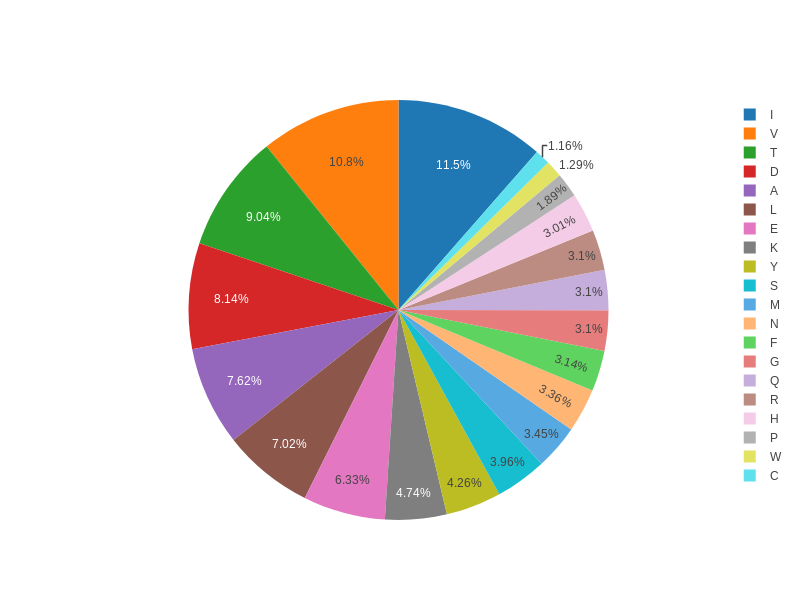 11.5%
10.8%
9.04%
8.14%
7.62%
7.02%
6.33%
4.74%
4.26%
3.96%
3.45%
3.36%
3.14%
3.1%
3.1%
3.1%
3.01%
1.89%
1.29%
1.16%
I
V
T
D
A
L
E
K
Y
S
M
N
F
G
Q
R
H
P
W
C